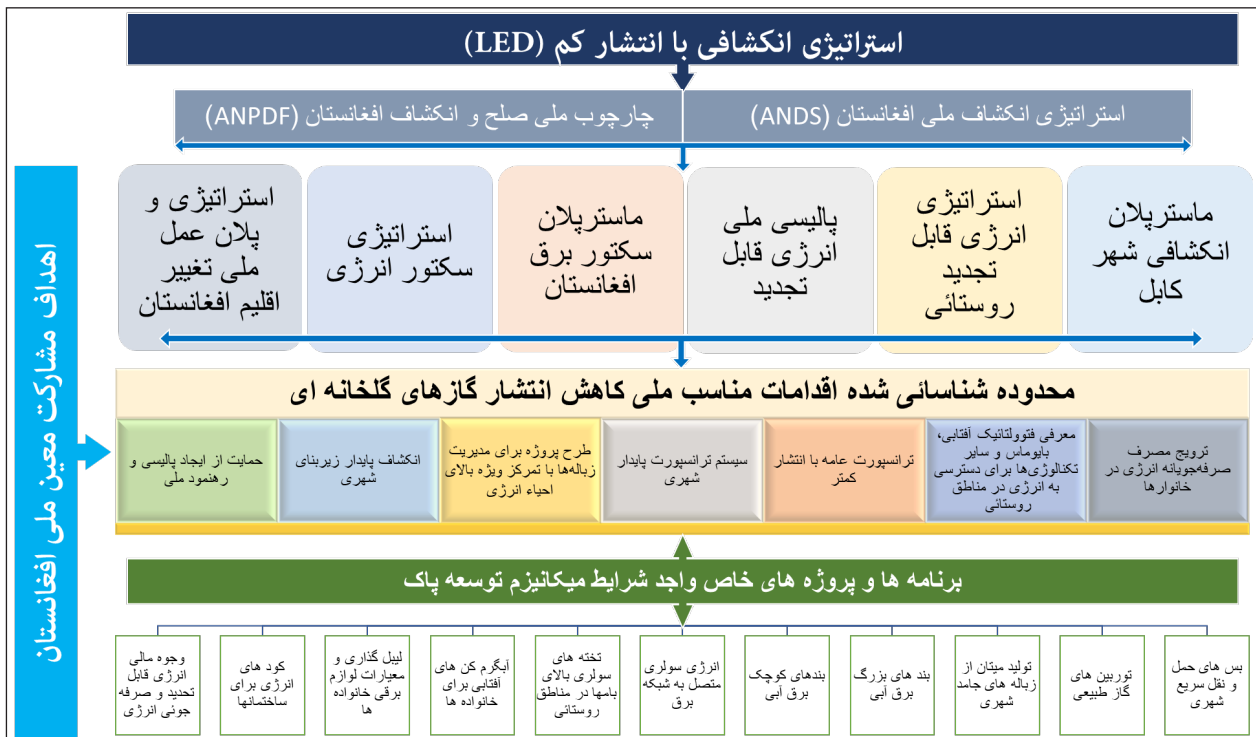 استراتیژی انکشافی با انتشار کم (LED)
استراتیژی انکشاف ملی افغانستان (ANDS)
چارچوب ملی صلح و انکشاف افغانستان (ANPDF)
ماسترپلان
انکشافی شهر
کابل
استراتیژی
انرژی قابل
تجدید
روستائی
پالیسی ملی
انرژی قابل
تجدید
ماسترپلان
سکتور برق
افغانستان
استراتیژی
سکتور انرژی
استراتیژی و
پلان عمل
ملی تغییر
اقلیم افغانستان
اهداف مشارکت معین ملی افغانستان
محدوده شناسائی شده اقدامات مناسب ملی کاهش انتشار گازهای گلخانه ای
ترویج مصرف
صرفه‌جویانه انرژی در
خانوارها
معرفی فتوولتائیک آفتابی،
بایوماس و سایر
تکنالوژی‌ها برای دسترسی
به انرژی در مناطق
روستائی
ترانسپورت عامه با انتشار
کمتر
سیستم ترانسپورت پایدار
شهری
طرح پروژه برای مدیریت
زباله‌ها با تمرکز ویژه بالای
احیاء انرژی
انکشاف پایدار زیربنای
شهری
حمایت از ایجاد پالیسی و
رهنمود ملی
برنامه ها و پروژه های خاص واجد شرایط میکانیزم توسعه پاک
بس های حمل
و نقل سریع
شهری
توربین های
گاز طبیعی
تولید میتان از
زباله های جامد
شهری
بند های بزرگ
برق آبی
بندهای کوچک
برق آبی
انرژی سولری
متصل به شبکه
برق
تخته های
سولری بالای
بامها در مناطق
روستائی
آبگرم کن های
آفتابی برای
خانواده ها
لیبل گذاری و
معیارات لوازم
برقی خانواده
ها
کود های
انرژی برای
ساختمانها
وجوه مالی
انرژی قابل
تحدید و صرفه
جوئی انرژی